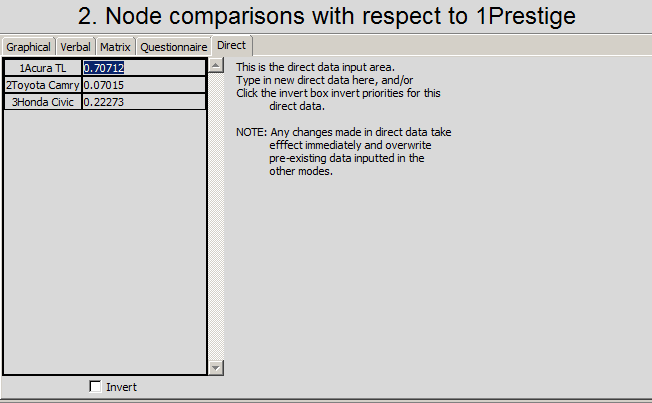 2. Node comparisons with respect to 1Prestige
Graphical Verbal Matrix Questionnaire Direct
1Acura TL 0.70712
2Toyota Camry 0.07015
3Honda Civic 0.22273
This is the direct data input area.
Type in new direct data here, and/or
Click the invert box invert priorities for this
direct data.
NOTE: Any changes made in direct data take
efffect immediately and overwrite
pre-existing data inputted in the
other modes.
Invert